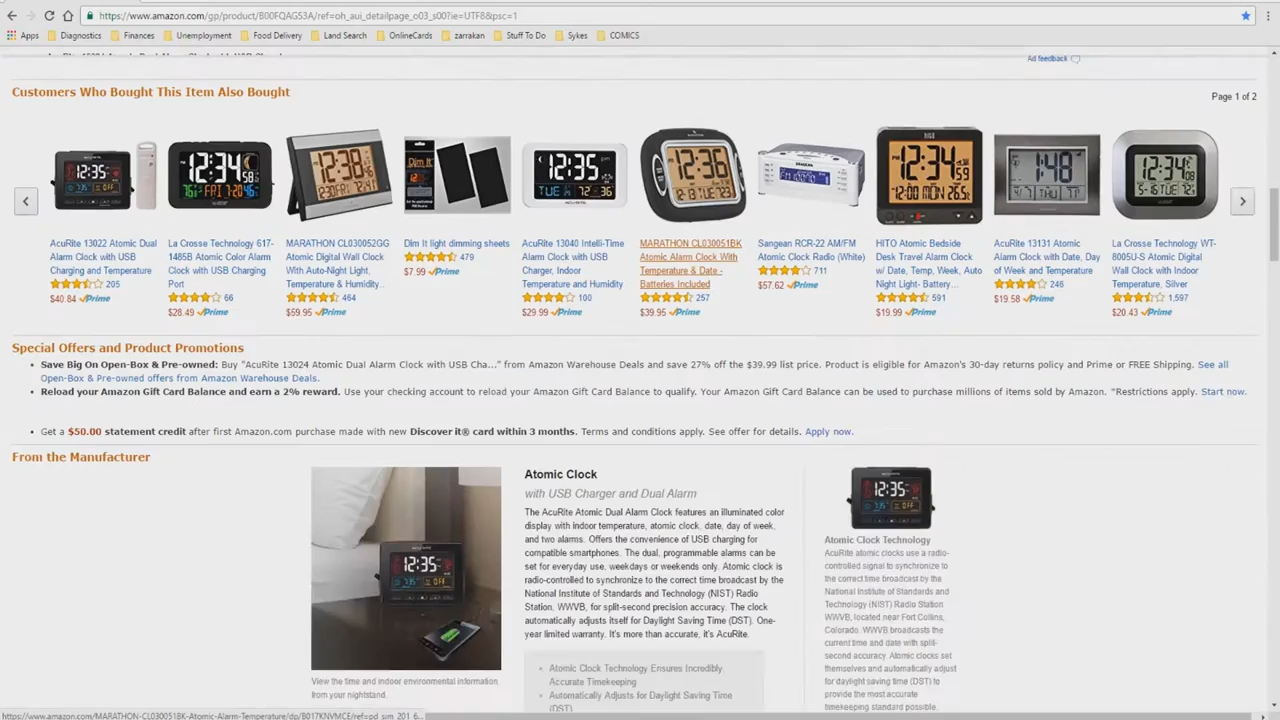 https://www.amazon.com/gp/product/B00FQAGS3A/ref=oh_aui_detailpage_o03_s00?ie=UTF8&psc=1
Apps Diagnostics Finances Unemployment Food Delivery Land Search OnlineCards zarrakan Stuff To Do Sykes COMICS
Ad feedback
Customers Who Bought This Item Also Bought
Page 1 of 2
AcuRite 13022 Atomic Dual
Alarm Clock with USB
Charging and Temperature
205
$40.84 Prime
La Crosse Technology 617-
1485B Atomic Color Alarm
Clock with USB Charging
Port
66
$28.49 Prime
MARATHON CL030052GG
Atomic Digital Wall Clock
With Auto-Night Light,
Temperature & Humidity...
464
$59.95 Prime
Dim It light dimming sheets
479
$7.99 Prime
AcuRite 13040 Intelli-Time
Alarm Clock with USB
Charger, Indoor
Temperature and Humidity
100
$29.99 Prime
MARATHON CL030051BK
Atomic Alarm Clock With
Temperature & Date -
Batteries Included
257
$39.95 Prime
Sangean RCR-22 AM/FM
Atomic Clock Radio (White)
711
$57.62 Prime
HITO Atomic Bedside
Desk Travel Alarm Clock
w/ Date, Temp, Week, Auto
Night Light- Battery...
591
$19.99 Prime
AcuRite 13131 Atomic
Alarm Clock with Date, Day
of Week and Temperature
246
$19.58 Prime
La Crosse Technology WT-
8005U-S Atomic Digital
Wall Clock with Indoor
Temperature, Silver
1,597
$20.43 Prime
Special Offers and Product Promotions
Save Big On Open-Box & Pre-owned: Buy "AcuRite 13024 Atomic Dual Alarm Clock with USB Cha..." from Amazon Warehouse Deals and save 27% off the $39.99 list price. Product is eligible for Amazon's 30-day returns policy and Prime or FREE Shipping. See all
Open-Box & Pre-owned offers from Amazon Warehouse Deals.
Reload your Amazon Gift Card Balance and earn a 2% reward. Use your checking account to reload your Amazon Gift Card Balance to qualify. Your Amazon Gift Card Balance can be used to purchase millions of items sold by Amazon. *Restrictions apply. Start now.
Get a $50.00 statement credit after first Amazon.com purchase made with new Discover it® card within 3 months. Terms and conditions apply. See offer for details. Apply now.
From the Manufacturer
View the time and indoor environmental information
from your nightstand.
Atomic Clock
with USB Charger and Dual Alarm
The AcuRite Atomic Dual Alarm Clock features an illuminated color
display with indoor temperature, atomic clock, date, day of week,
and two alarms. Offers the convenience of USB charging for
compatible smartphones. The dual, programmable alarms can be
set for everyday use, weekdays or weekends only. Atomic clock is
radio-controlled to synchronize to the correct time broadcast by the
National Institute of Standards and Technology (NIST) Radio
Station, WWVB, for split-second precision accuracy. The clock
automatically adjusts itself for Daylight Saving Time (DST). One-
year limited warranty. It's more than accurate, it's AcuRite.
Atomic Clock Technology Ensures Incredibly
Accurate Timekeeping
Automatically Adjusts for Daylight Saving Time
(DST)
Atomic Clock Technology
AcuRite atomic clocks use a radio-
controlled signal to synchronize to
the correct time broadcast by the
National Institute of Standards and
Technology (NIST) Radio Station
WWVB, located near Fort Collins,
Colorado. WWVB broadcasts the
current time and date with split-
second accuracy. Atomic clocks set
themselves and automatically adjust
for daylight saving time (DST) to
provide the most accurate
timekeeping standard possible.
https://www.amazon.com/MARATHON-CL030051BK-Atomic-Alarm-Temperature/dp/B017KNVMCE/ref=pd_sim_201_6...